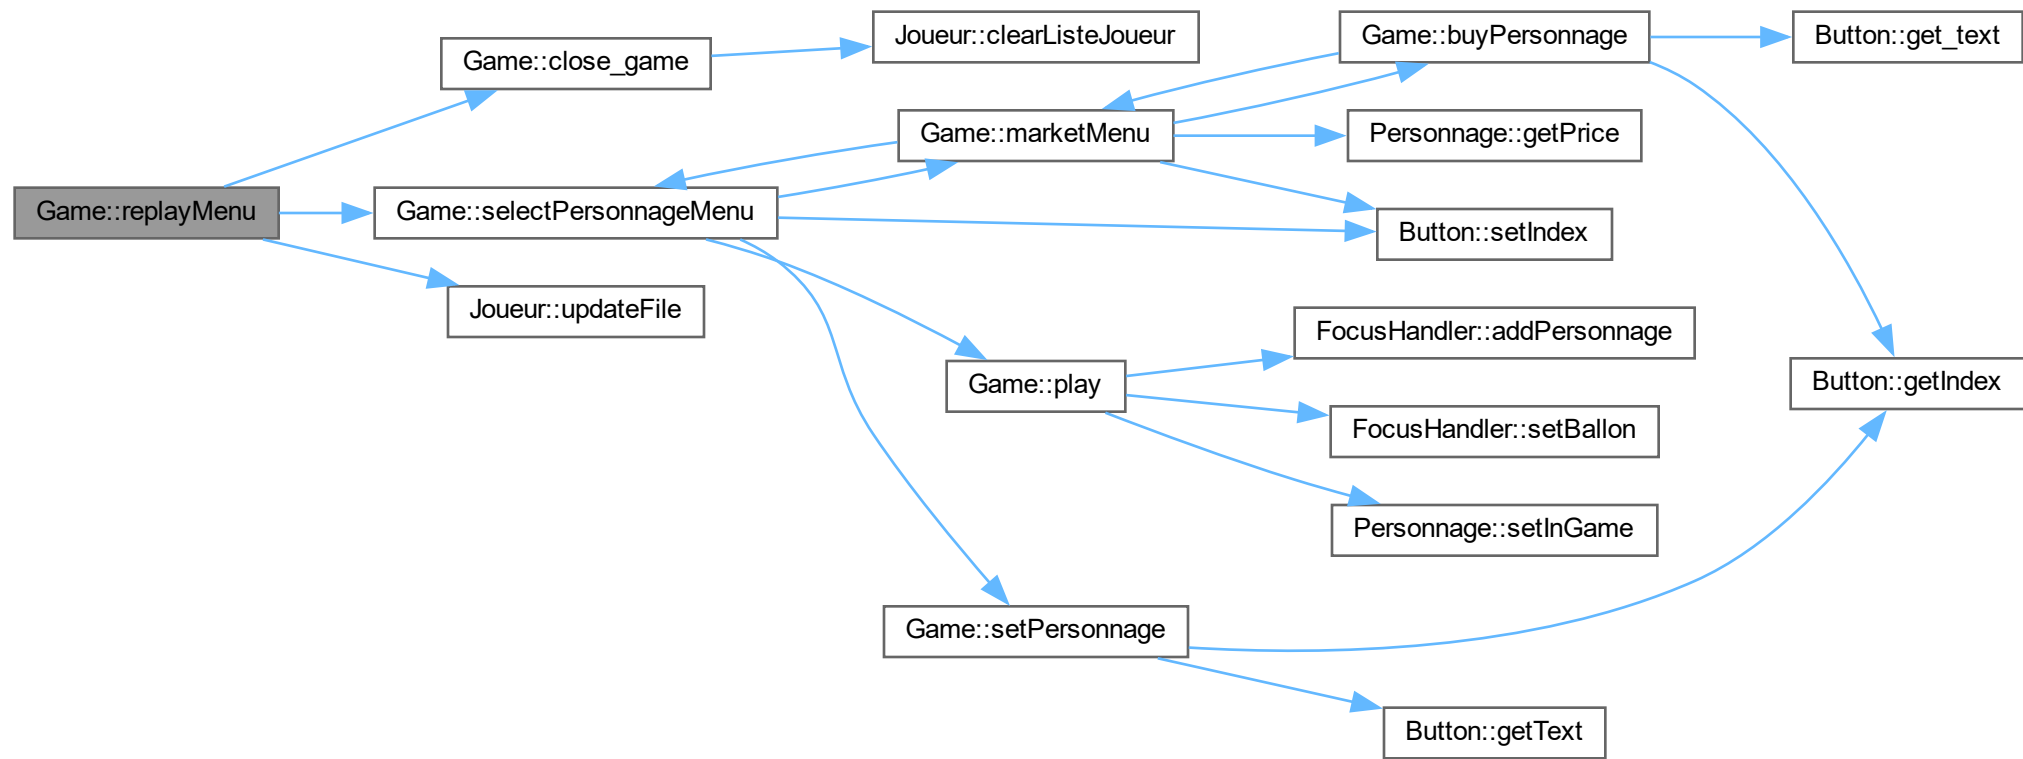 Game::replayMenu
Game::close_game
Joueur::clearListeJoueur
Game::selectPersonnageMenu
Joueur::updateFile
Game::marketMenu
Game::buyPersonnage
Button::get_text
Personnage::getPrice
Button::setIndex
Game::play
FocusHandler::addPersonnage
FocusHandler::setBallon
Personnage::setInGame
Button::getIndex
Game::setPersonnage
Button::getText